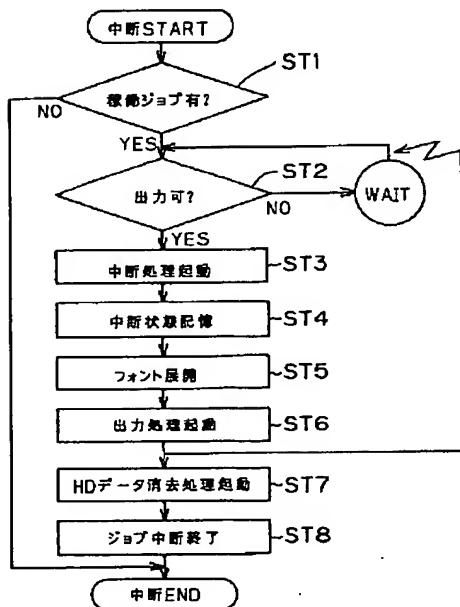 中断START
ST1
稼働ジョブ有?
NO
YES
ST2
出力可?
WAIT
NO
YES
中断処理起動
ST3
中断状態記憶
ST4
フォント展開
ST5
出力処理起動
ST6
HDデータ消去処理起動
ST7
ジョブ中断終了
ST8
中断END